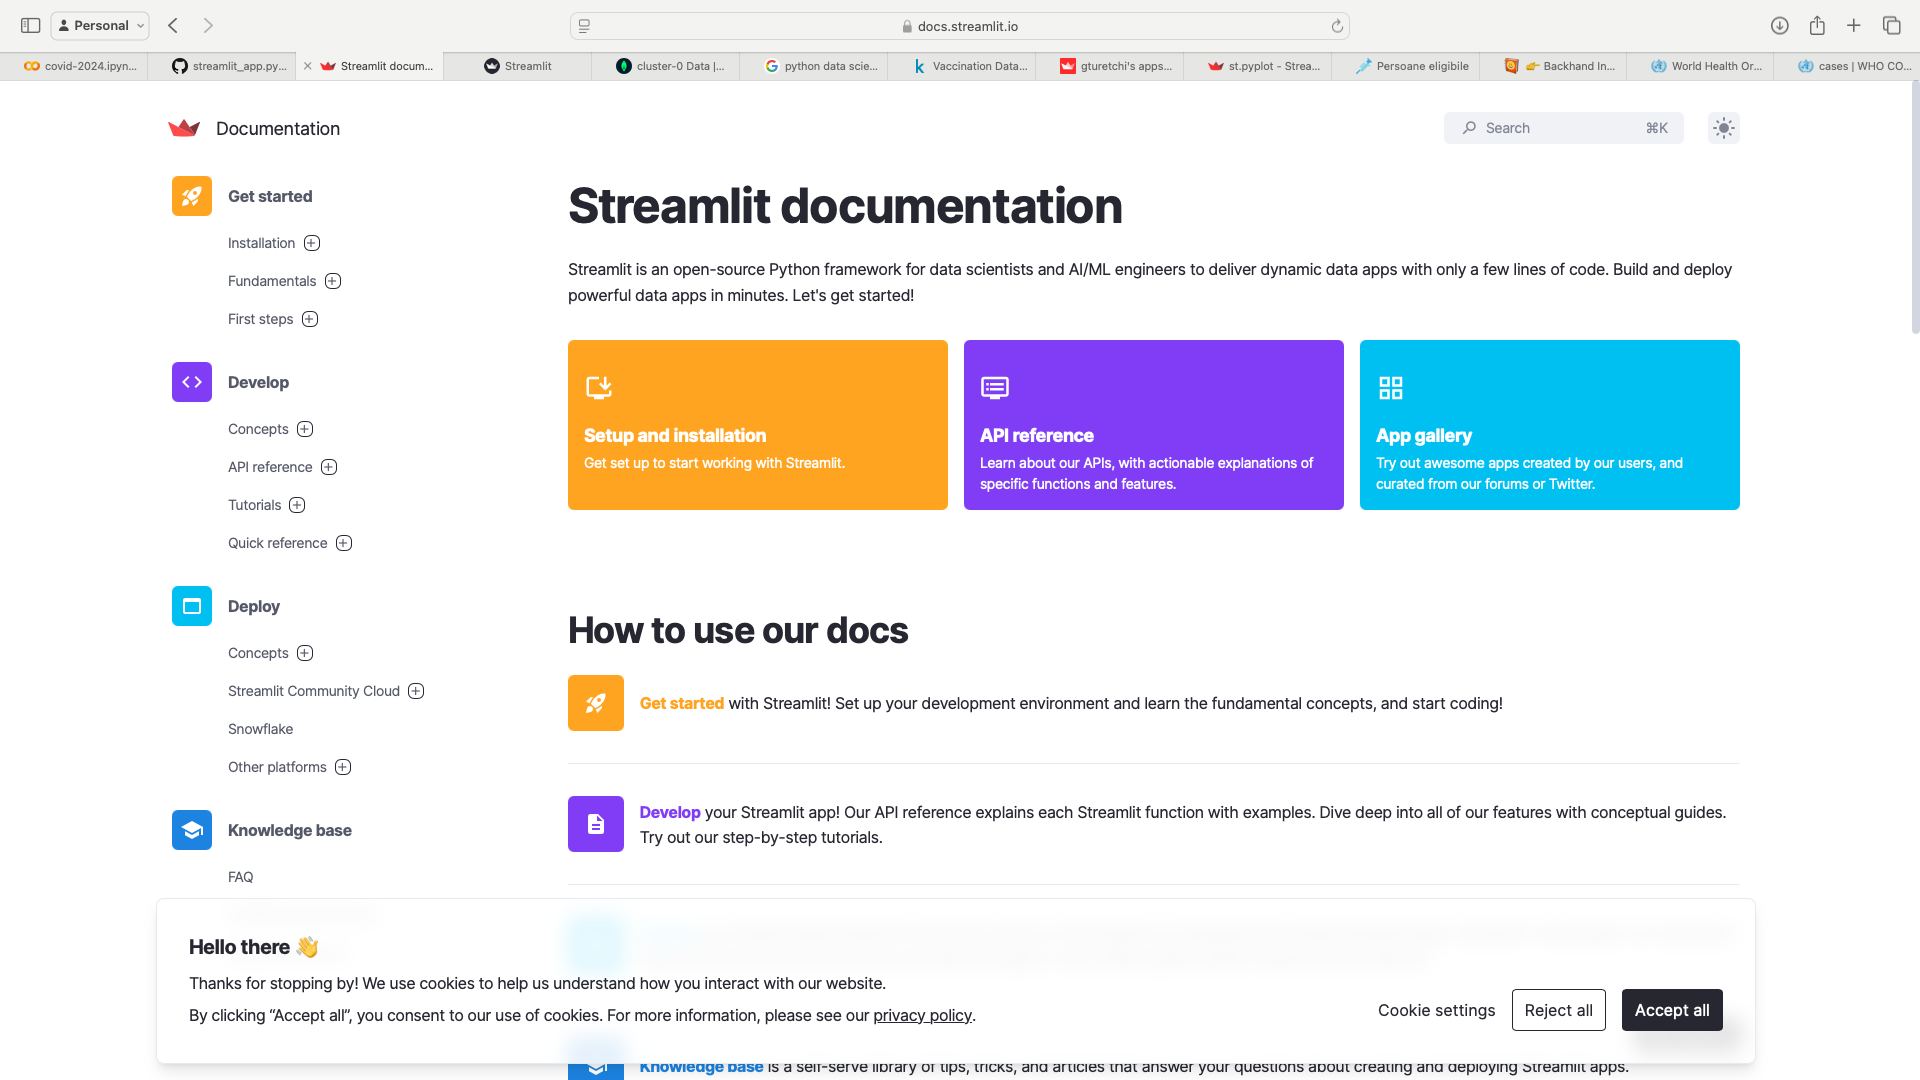 Personal
docs.streamlit.io
covid-2024.ipyn...
streamlit_app.py...
Streamlit docum...
Streamlit
cluster-0 Data |...
python data scie...
Vaccination Data...
gturetchi's apps...
st.pyplot - Strea...
Persoane eligibile
Backhand In...
World Health Or...
cases | WHO CO...
Documentation
Search
⌘K
Get started
Installation
Fundamentals
First steps
Develop
Concepts
API reference
Tutorials
Quick reference
Deploy
Concepts
Streamlit Community Cloud
Snowflake
Other platforms
Knowledge base
FAQ
Streamlit documentation
Streamlit is an open-source Python framework for data scientists and AI/ML engineers to deliver dynamic data apps with only a few lines of code. Build and deploy
powerful data apps in minutes. Let's get started!
Setup and installation
Get set up to start working with Streamlit.
API reference
Learn about our APIs, with actionable explanations of
specific functions and features.
App gallery
Try out awesome apps created by our users, and
curated from our forums or Twitter.
How to use our docs
Get started with Streamlit! Set up your development environment and learn the fundamental concepts, and start coding!
Develop your Streamlit app! Our API reference explains each Streamlit function with examples. Dive deep into all of our features with conceptual guides.
Try out our step-by-step tutorials.
Hello there 👋
Thanks for stopping by! We use cookies to help us understand how you interact with our website.
By clicking “Accept all”, you consent to our use of cookies. For more information, please see our privacy policy.
Cookie settings
Reject all
Accept all
Knowledge base is a self-serve library of tips, tricks, and articles that answer your questions about creating and deploying Streamlit apps.